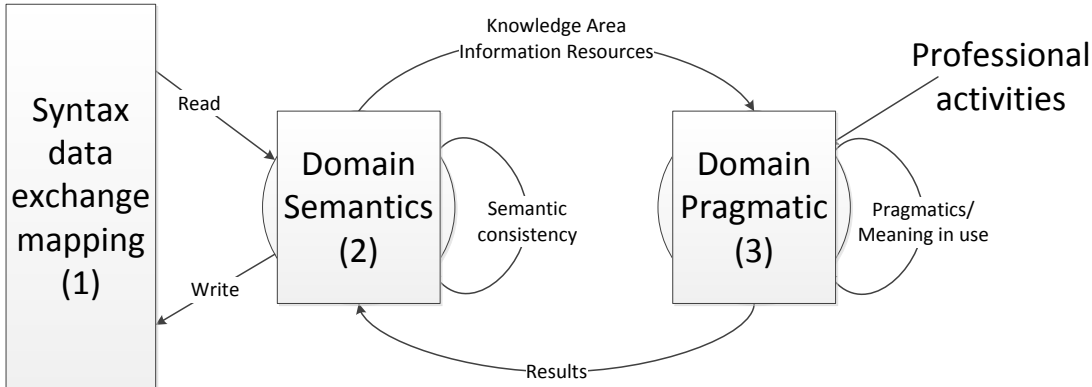 Knowledge Area
Information Resources
Professional
activities
Syntax
data
exchange
mapping
(1)
Read
Write
Domain
Semantics
(2)
Semantic
consistency
Domain
Pragmatic
(3)
Pragmatics/
Meaning in use
Results